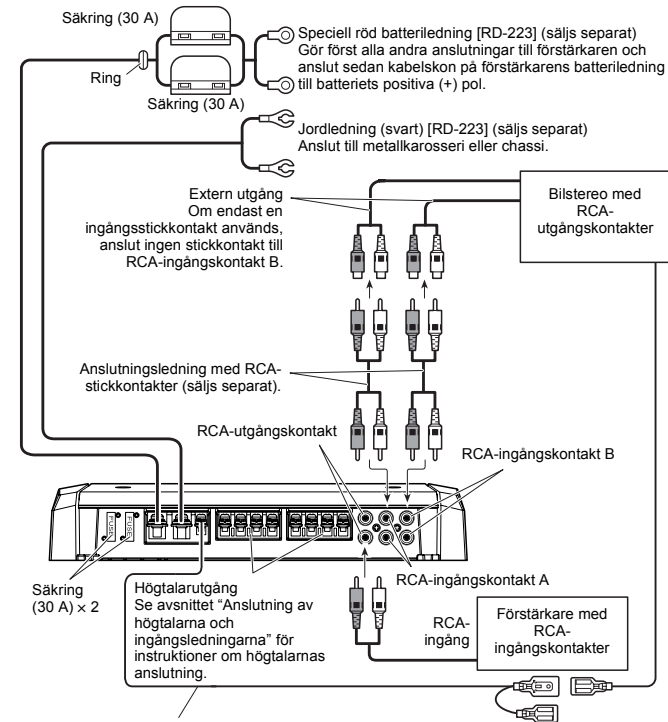 Säkring (30 A)
Ring
Säkring (30 A)
Speciell röd batteriledning [RD-223] (säljs separat)
Gör först alla andra anslutningar till förstärkaren och
anslut sedan kabelskon på förstärkarens batteriledning
till batteriets positiva (+) pol.
Jordledning (svart) [RD-223] (säljs separat)
Anslut till metallkarosseri eller chassi.
Extern utgång
Om endast en
ingångsstickkontakt används,
anslut ingen stickkontakt till
RCA-ingångskontakt B.
Bilstereo med
RCA-
utgångskontakter
Anslutningsledning med RCA-
stickkontakter (säljs separat).
RCA-utgångskontakt
RCA-ingångskontakt B
FUSE
FUSE
Säkring
(30 A) × 2
Högtalarutgång
Se avsnittet “Anslutning av
högtalarna och
ingångsledningarna” för
instruktioner om högtalarnas
anslutning.
RCA-ingångskontakt A
RCA-
ingång
Förstärkare med
RCA-
ingångskontakter